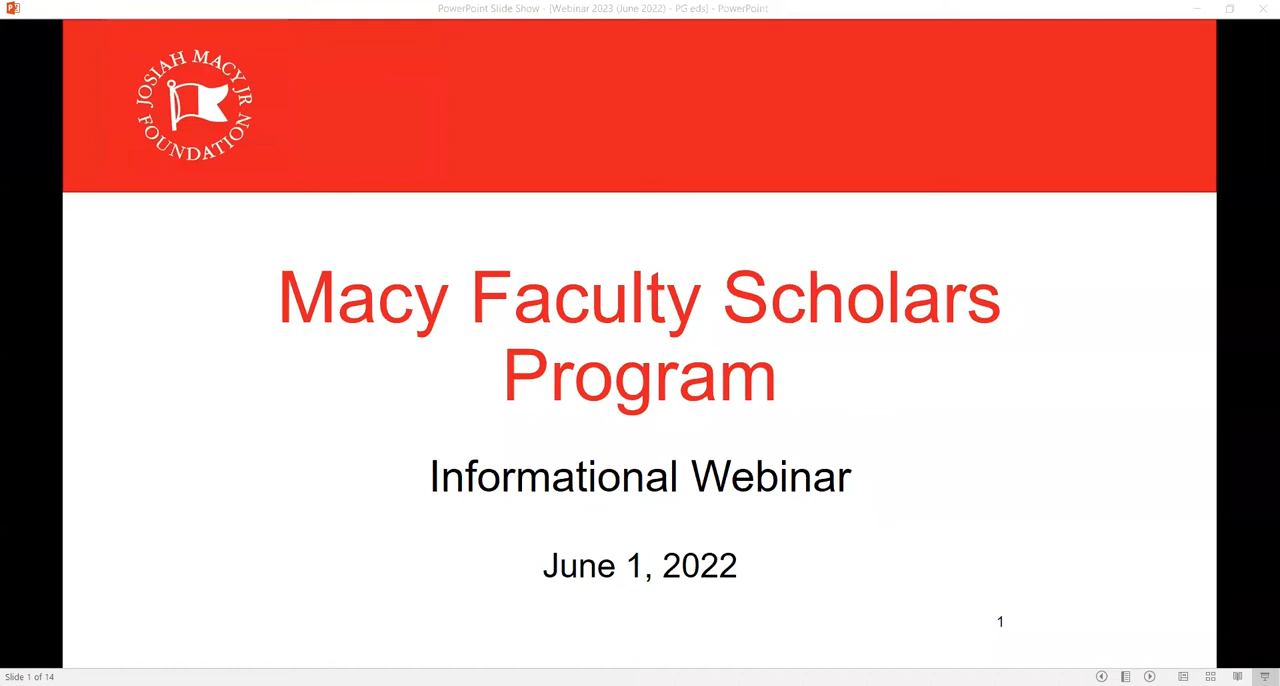 PowerPoint Slide Show - [Webinar 2023 (June 2022) - PG eds] - PowerPoint
JOSIAH MACY JR
FOUNDATION
Macy Faculty Scholars
Program
Informational Webinar
June 1, 2022
1
Slide 1 of 14